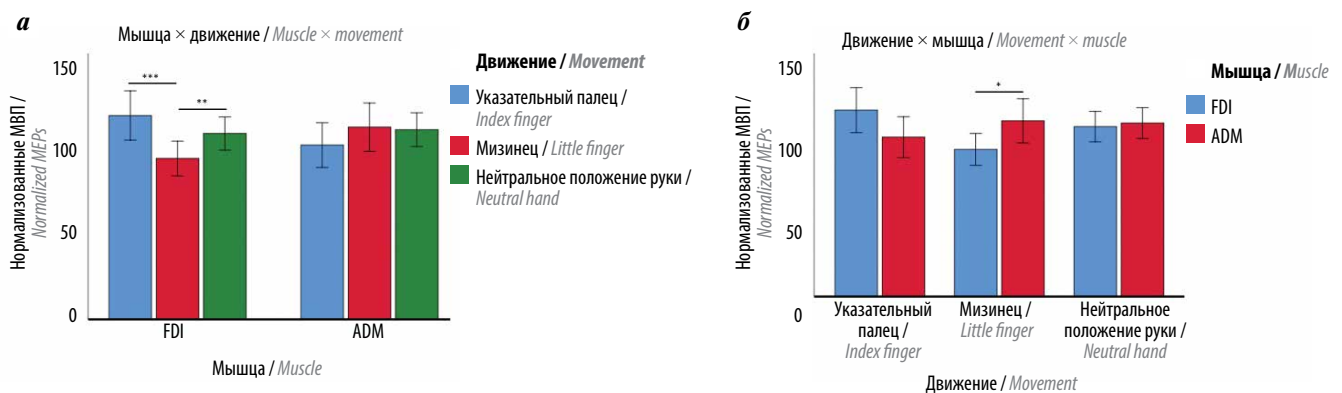 а
Мышца × движение / Muscle × movement
Нормализованные МВП /
Normalized MEPs
150
100
50
0
***
**
FDI
ADM
Мышца / Muscle
Движение / Movement
Указательный палец /
Index finger
Мизинец / Little finger
Нейтральное положение руки /
Neutral hand
б
Движение × мышца / Movement × muscle
Нормализованные МВП /
Normalized MEPs
150
100
50
0
*
Указательный
палец /
Index finger
Мизинец /
Little finger
Нейтральное
положение руки /
Neutral hand
Движение / Movement
Мышца / Muscle
FDI
ADM